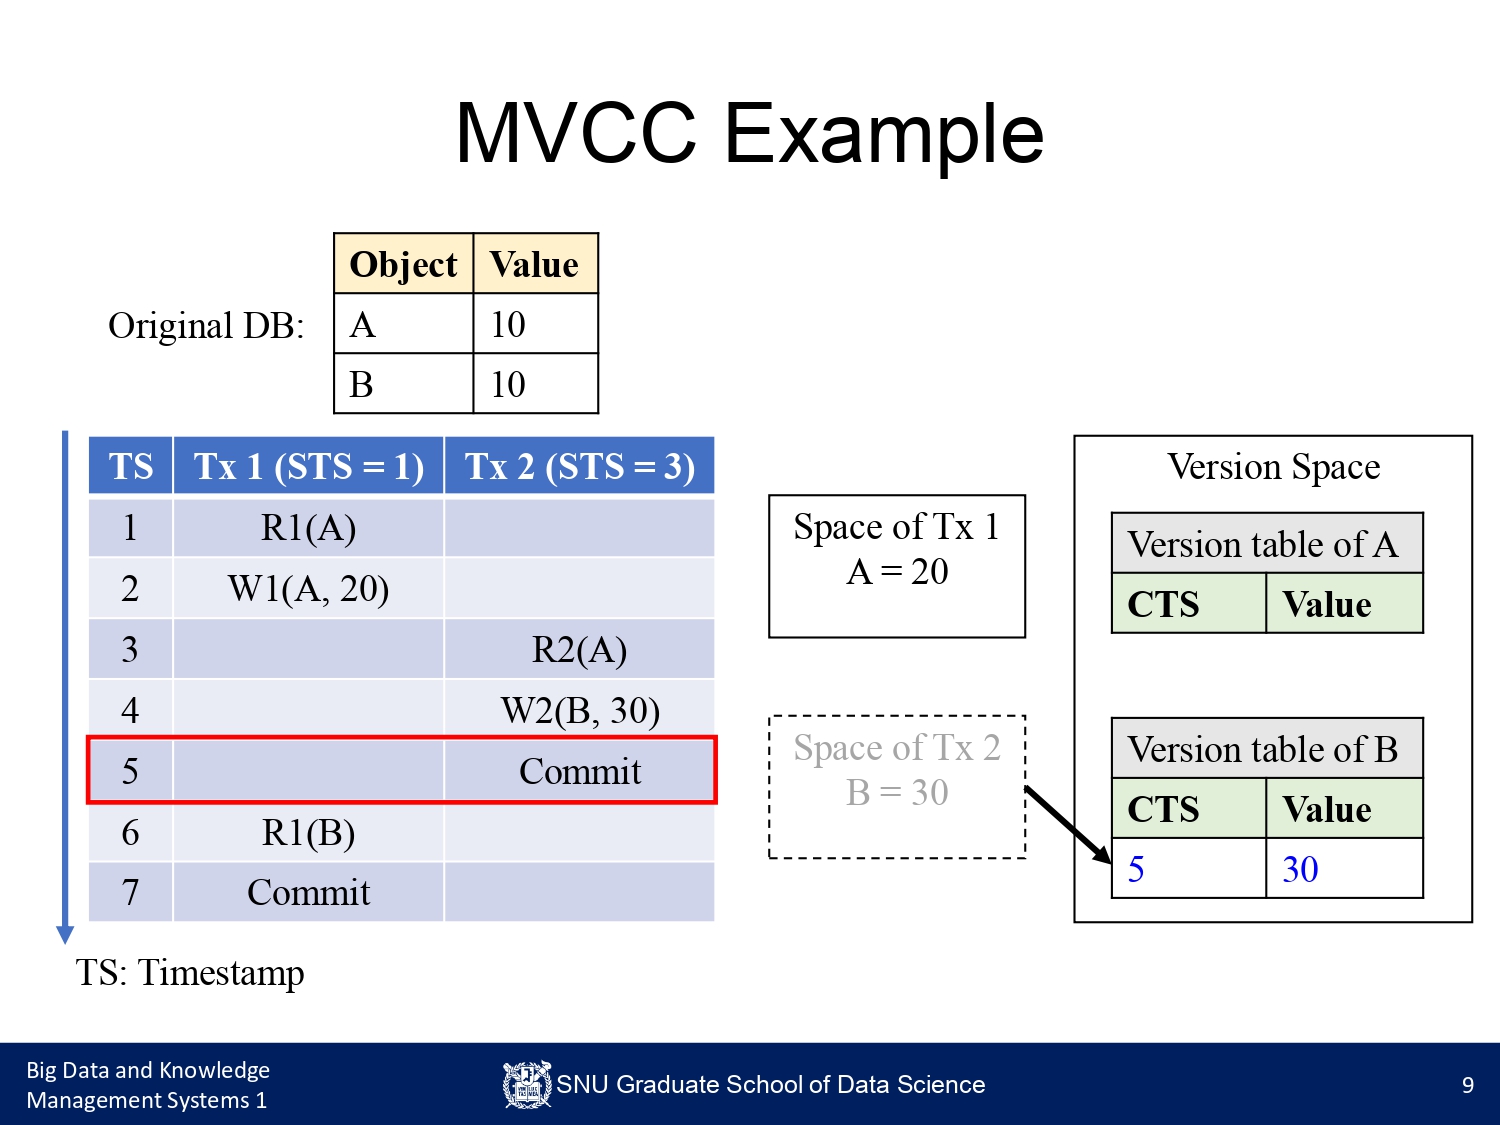 MVCC Example
Original DB:
Object Value
A 10
B 10
TS Tx 1 (STS = 1) Tx 2 (STS = 3)
1 R1(A)
2 W1(A, 20)
3 R2(A)
4 W2(B, 30)
5 Commit
6 R1(B)
7 Commit
TS: Timestamp
Space of Tx 1
A = 20
Space of Tx 2
B = 30
Version Space
Version table of A
CTS Value
Version table of B
CTS Value
5 30
Big Data and Knowledge
Management Systems 1
SNU Graduate School of Data Science
9